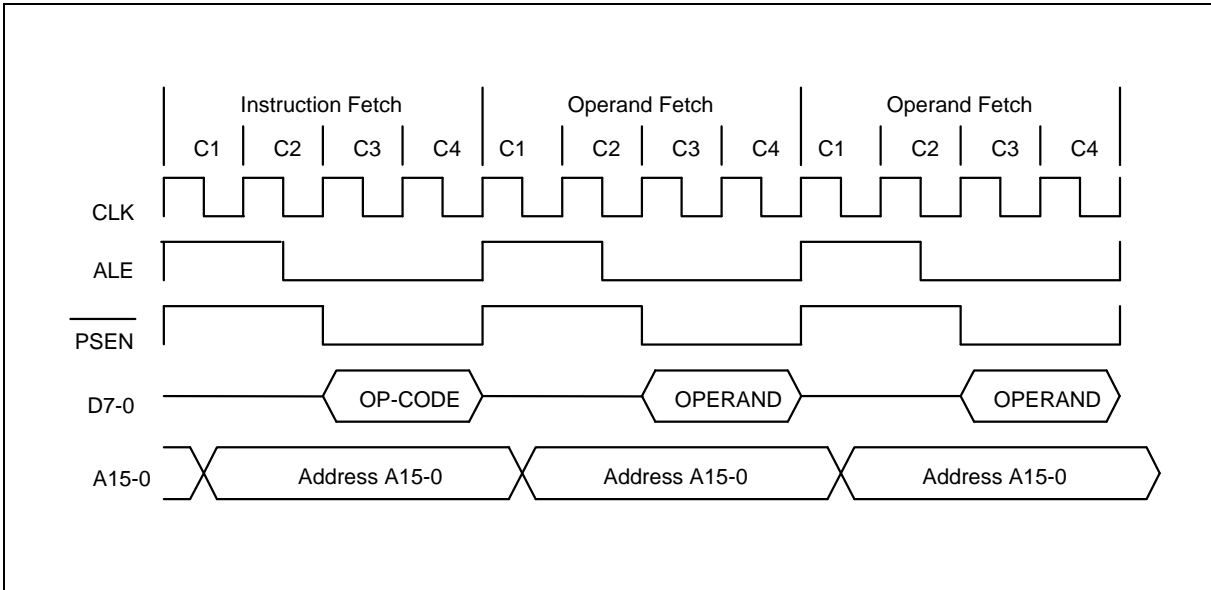 Instruction Fetch Operand Fetch Operand Fetch
C1 C2 C3 C4 C1 C2 C3 C4 C1 C2 C3 C4
CLK
ALE
PSEN
D7-0 OP-CODE OPERAND OPERAND
A15-0 Address A15-0 Address A15-0 Address A15-0